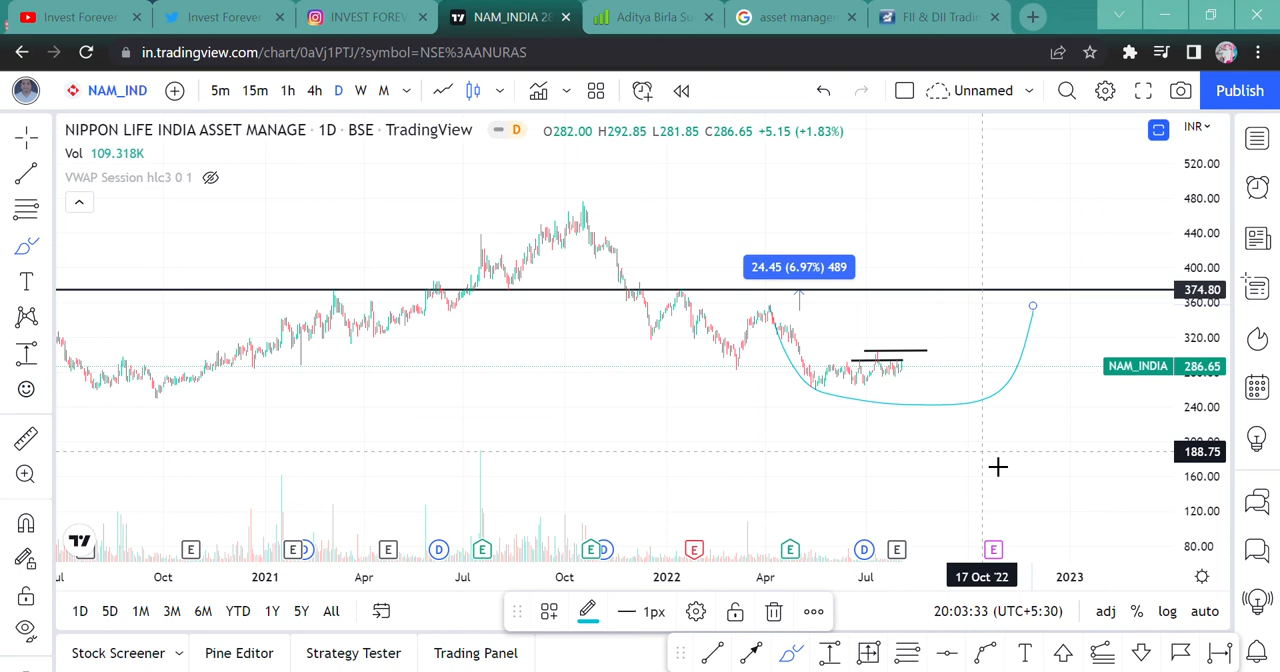 Invest Forever
Invest Forever
INVEST FOREV
NAM_INDIA 28
Aditya Birla Su
asset manage
FII & DII Tradin
in.tradingview.com/chart/0aVj1PTJ/?symbol=NSE%3AANURAS
NAM_IND
5m 15m 1h 4h D W M
Unnamed
Publish
NIPPON LIFE INDIA ASSET MANAGE · 1D · BSE · TradingView
D
O282.00 H292.85 L281.85 C286.65 +5.15 (+1.83%)
INR
Vol 109.318K
VWAP Session hlc3 0 1
520.00
480.00
440.00
400.00
24.45 (6.97%) 489
374.80
360.00
320.00
NAM_INDIA 286.65
240.00
188.75
160.00
120.00
80.00
E E D E D E E D E E D E E
Oct 2021 Apr Jul Oct 2022 Apr Jul 17 Oct '22 2023
1D 5D 1M 3M 6M YTD 1Y 5Y All
1px
20:03:33 (UTC+5:30) adj % log auto
Stock Screener Pine Editor Strategy Tester Trading Panel